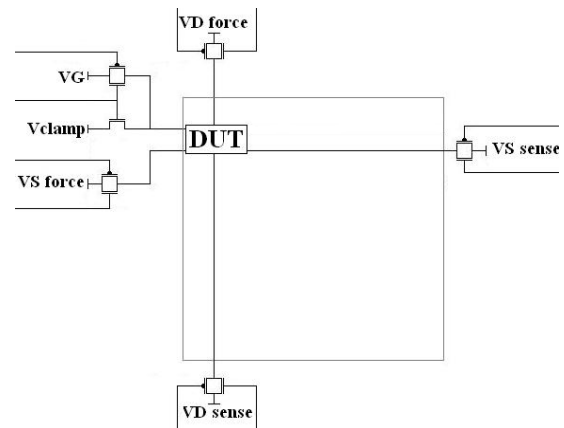 VD force
VG
Vclamp
DUT
VS force
VS sense
VD sense